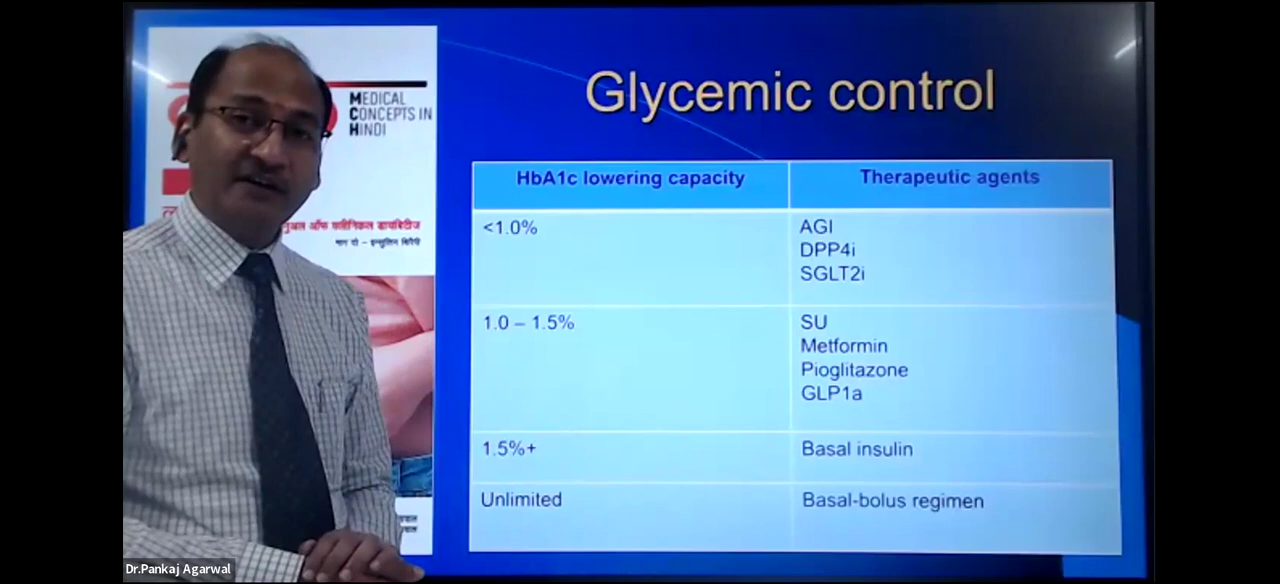 MEDICAL
CONCEPTS IN
HINDI
भाग दो – इन्सुलिन थिरैपी
Glycemic control
HbA1c lowering capacity
Therapeutic agents
<1.0%
AGI
DPP4i
SGLT2i
1.0 – 1.5%
SU
Metformin
Pioglitazone
GLP1a
1.5%+
Basal insulin
Unlimited
Basal-bolus regimen
Dr.Pankaj Agarwal